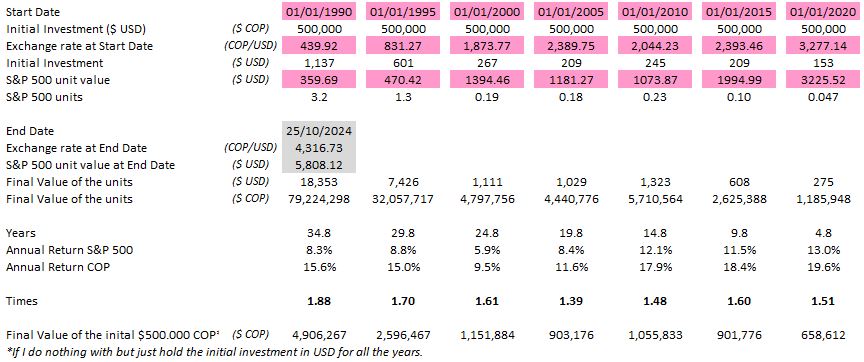 Start Date 01/01/1990 01/01/1995 01/01/2000 01/01/2005 01/01/2010 01/01/2015 01/01/2020
Initial Investment ($ USD) ($ COP) 500,000 500,000 500,000 500,000 500,000 500,000 500,000
Exchange rate at Start Date (COP/USD) 439.92 831.27 1,873.77 2,389.75 2,044.23 2,393.46 3,277.14
Initial Investment ($ USD) 1,137 601 267 209 245 209 153
S&P 500 unit value ($ USD) 359.69 470.42 1394.46 1181.27 1073.87 1994.99 3225.52
S&P 500 units 3.2 1.3 0.19 0.18 0.23 0.10 0.047
End Date 25/10/2024
Exchange rate at End Date (COP/USD) 4,316.73
S&P 500 unit value at End Date ($ USD) 5,808.12
Final Value of the units ($ USD) 18,353 7,426 1,111 1,029 1,323 608 275
Final Value of the units ($ COP) 79,224,298 32,057,717 4,797,756 4,440,776 5,710,564 2,625,388 1,185,948
Years 34.8 29.8 24.8 19.8 14.8 9.8 4.8
Annual Return S&P 500 8.3% 8.8% 5.9% 8.4% 12.1% 11.5% 13.0%
Annual Return COP 15.6% 15.0% 9.5% 11.6% 17.9% 18.4% 19.6%
Times 1.88 1.70 1.61 1.39 1.48 1.60 1.51
Final Value of the inital $500.000 COP* ($ COP) 4,906,267 2,596,467 1,151,884 903,176 1,055,833 901,776 658,612
*If I do nothing with but just hold the initial investment in USD for all the years.